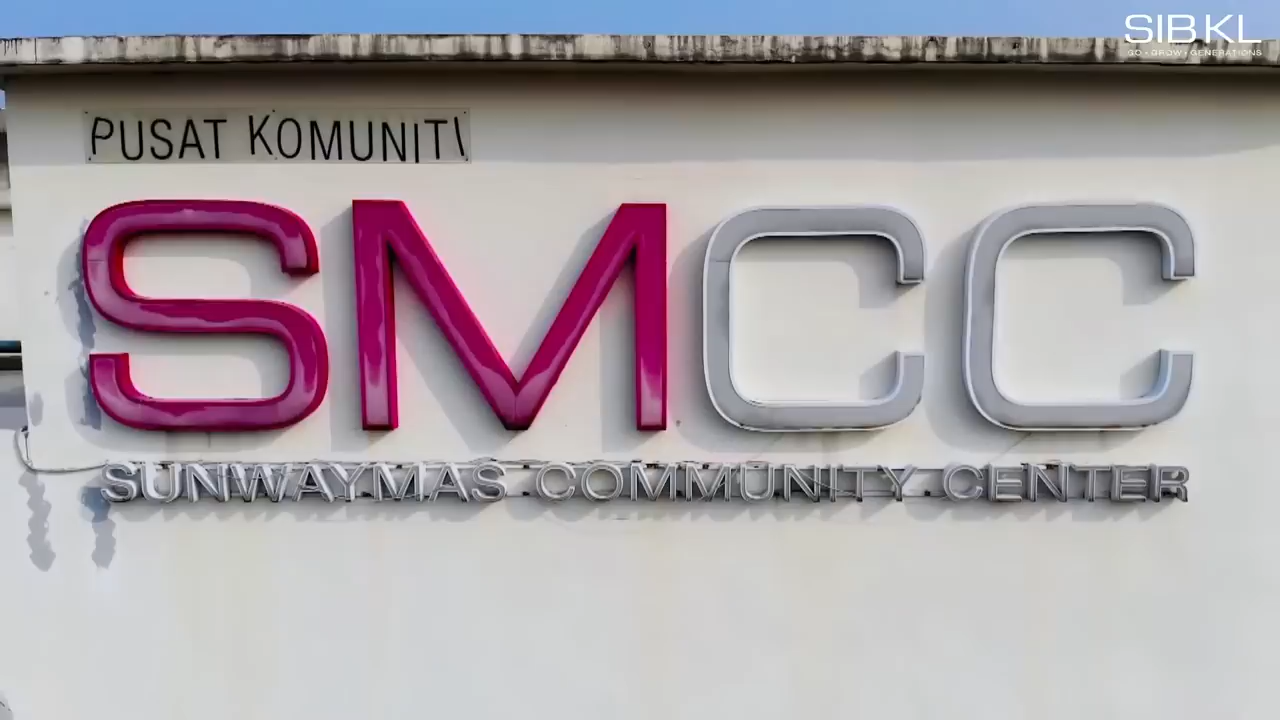 SIBKL
GO • GROW • GENERATIONS
PUSAT KOMUNITI
SMCC
SUNWAYMAS COMMUNITY CENTER